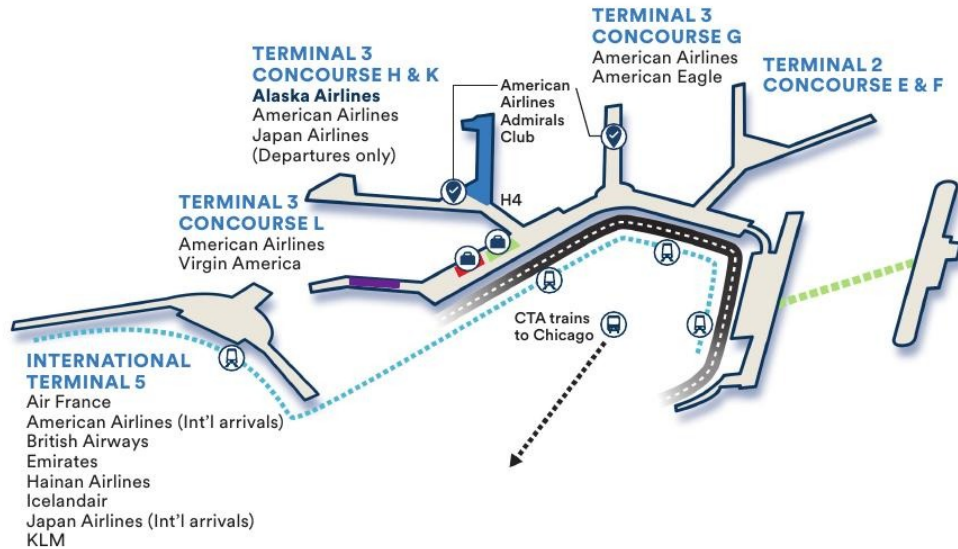 TERMINAL 3
CONCOURSE H & K
Alaska Airlines
American Airlines
Japan Airlines
(Departures only)
American
Airlines
Admirals
Club
TERMINAL 3
CONCOURSE G
American Airlines
American Eagle
TERMINAL 2
CONCOURSE E & F
H4
TERMINAL 3
CONCOURSE L
American Airlines
Virgin America
CTA trains
to Chicago
INTERNATIONAL
TERMINAL 5
Air France
American Airlines (Int'l arrivals)
British Airways
Emirates
Hainan Airlines
Icelandair
Japan Airlines (Int'l arrivals)
KLM